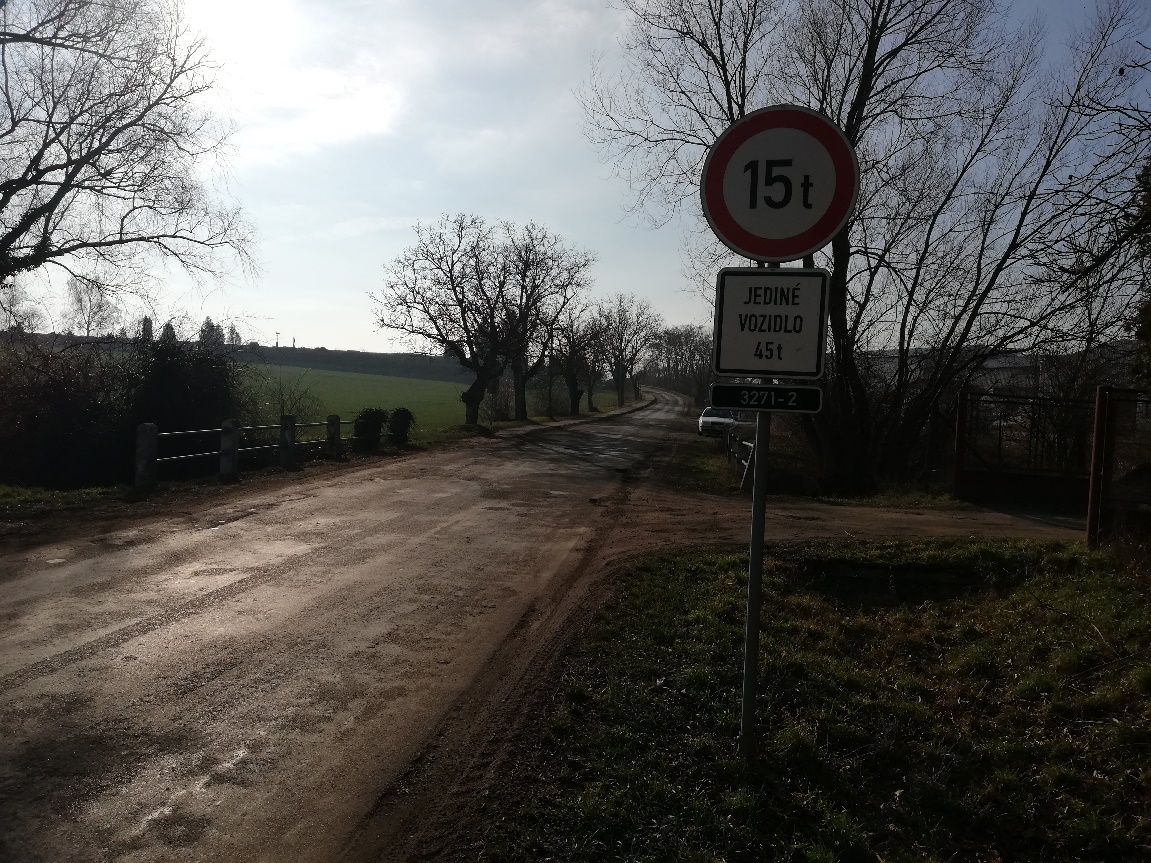 15t
JEDINÉ
VOZIDLO
45t
3271-2